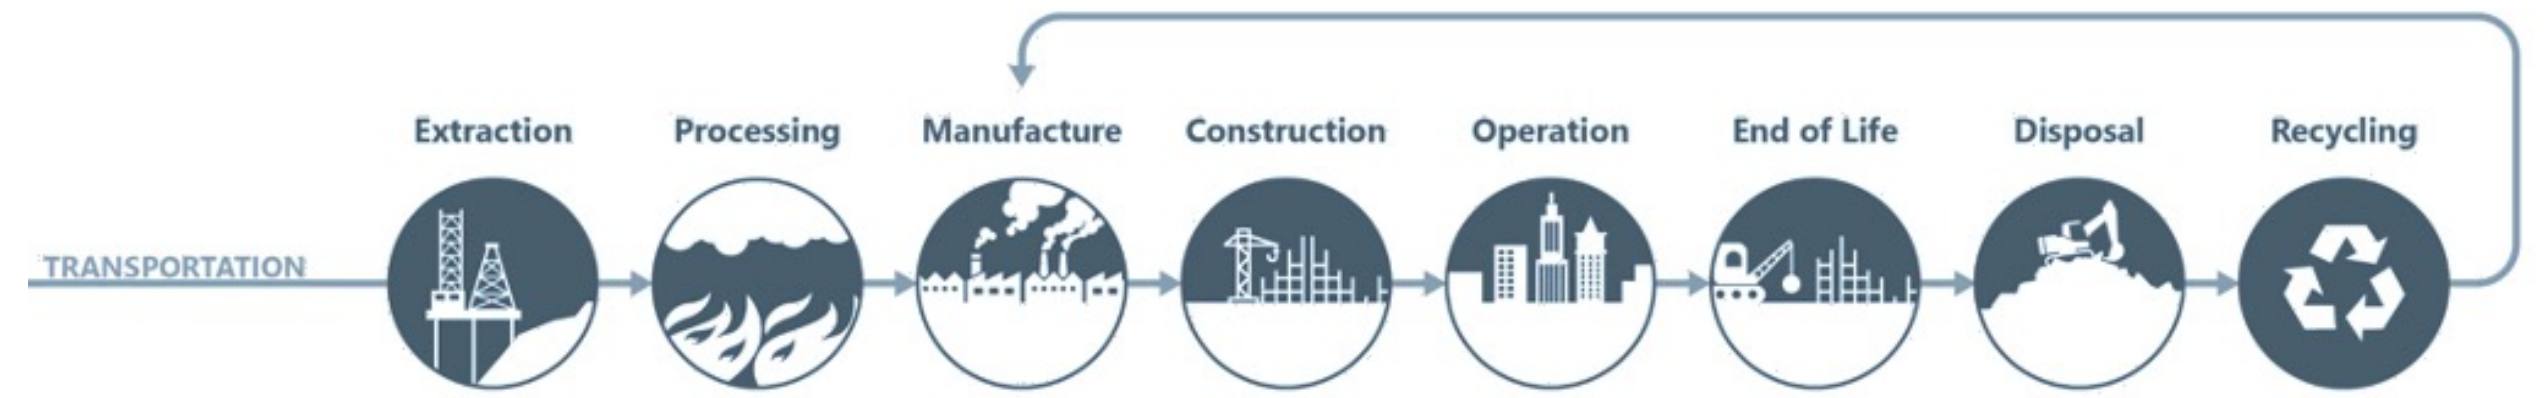 Extraction
Processing
Manufacture
Construction
Operation
End of Life
Disposal
Recycling
TRANSPORTATION